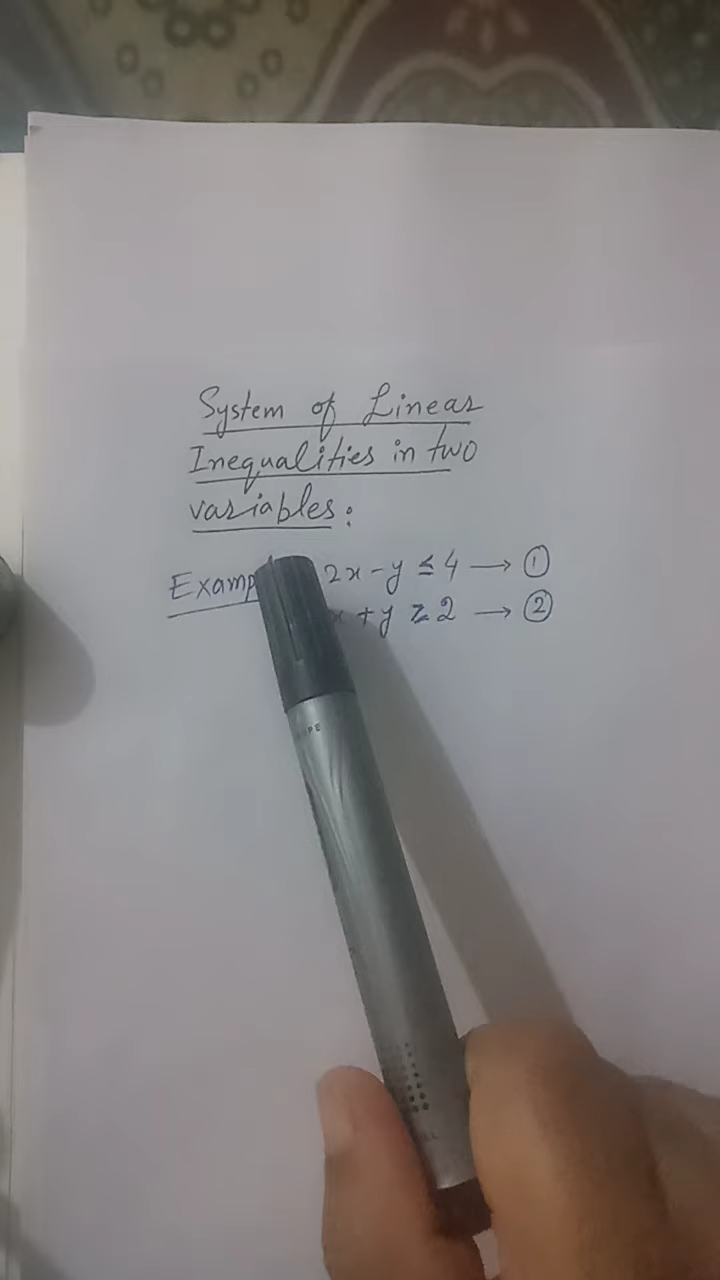 System of Linear
Inequalities in two
variables:
Examp 2x - y ≤ 4 → ①
x + y ≥ 2 → ②